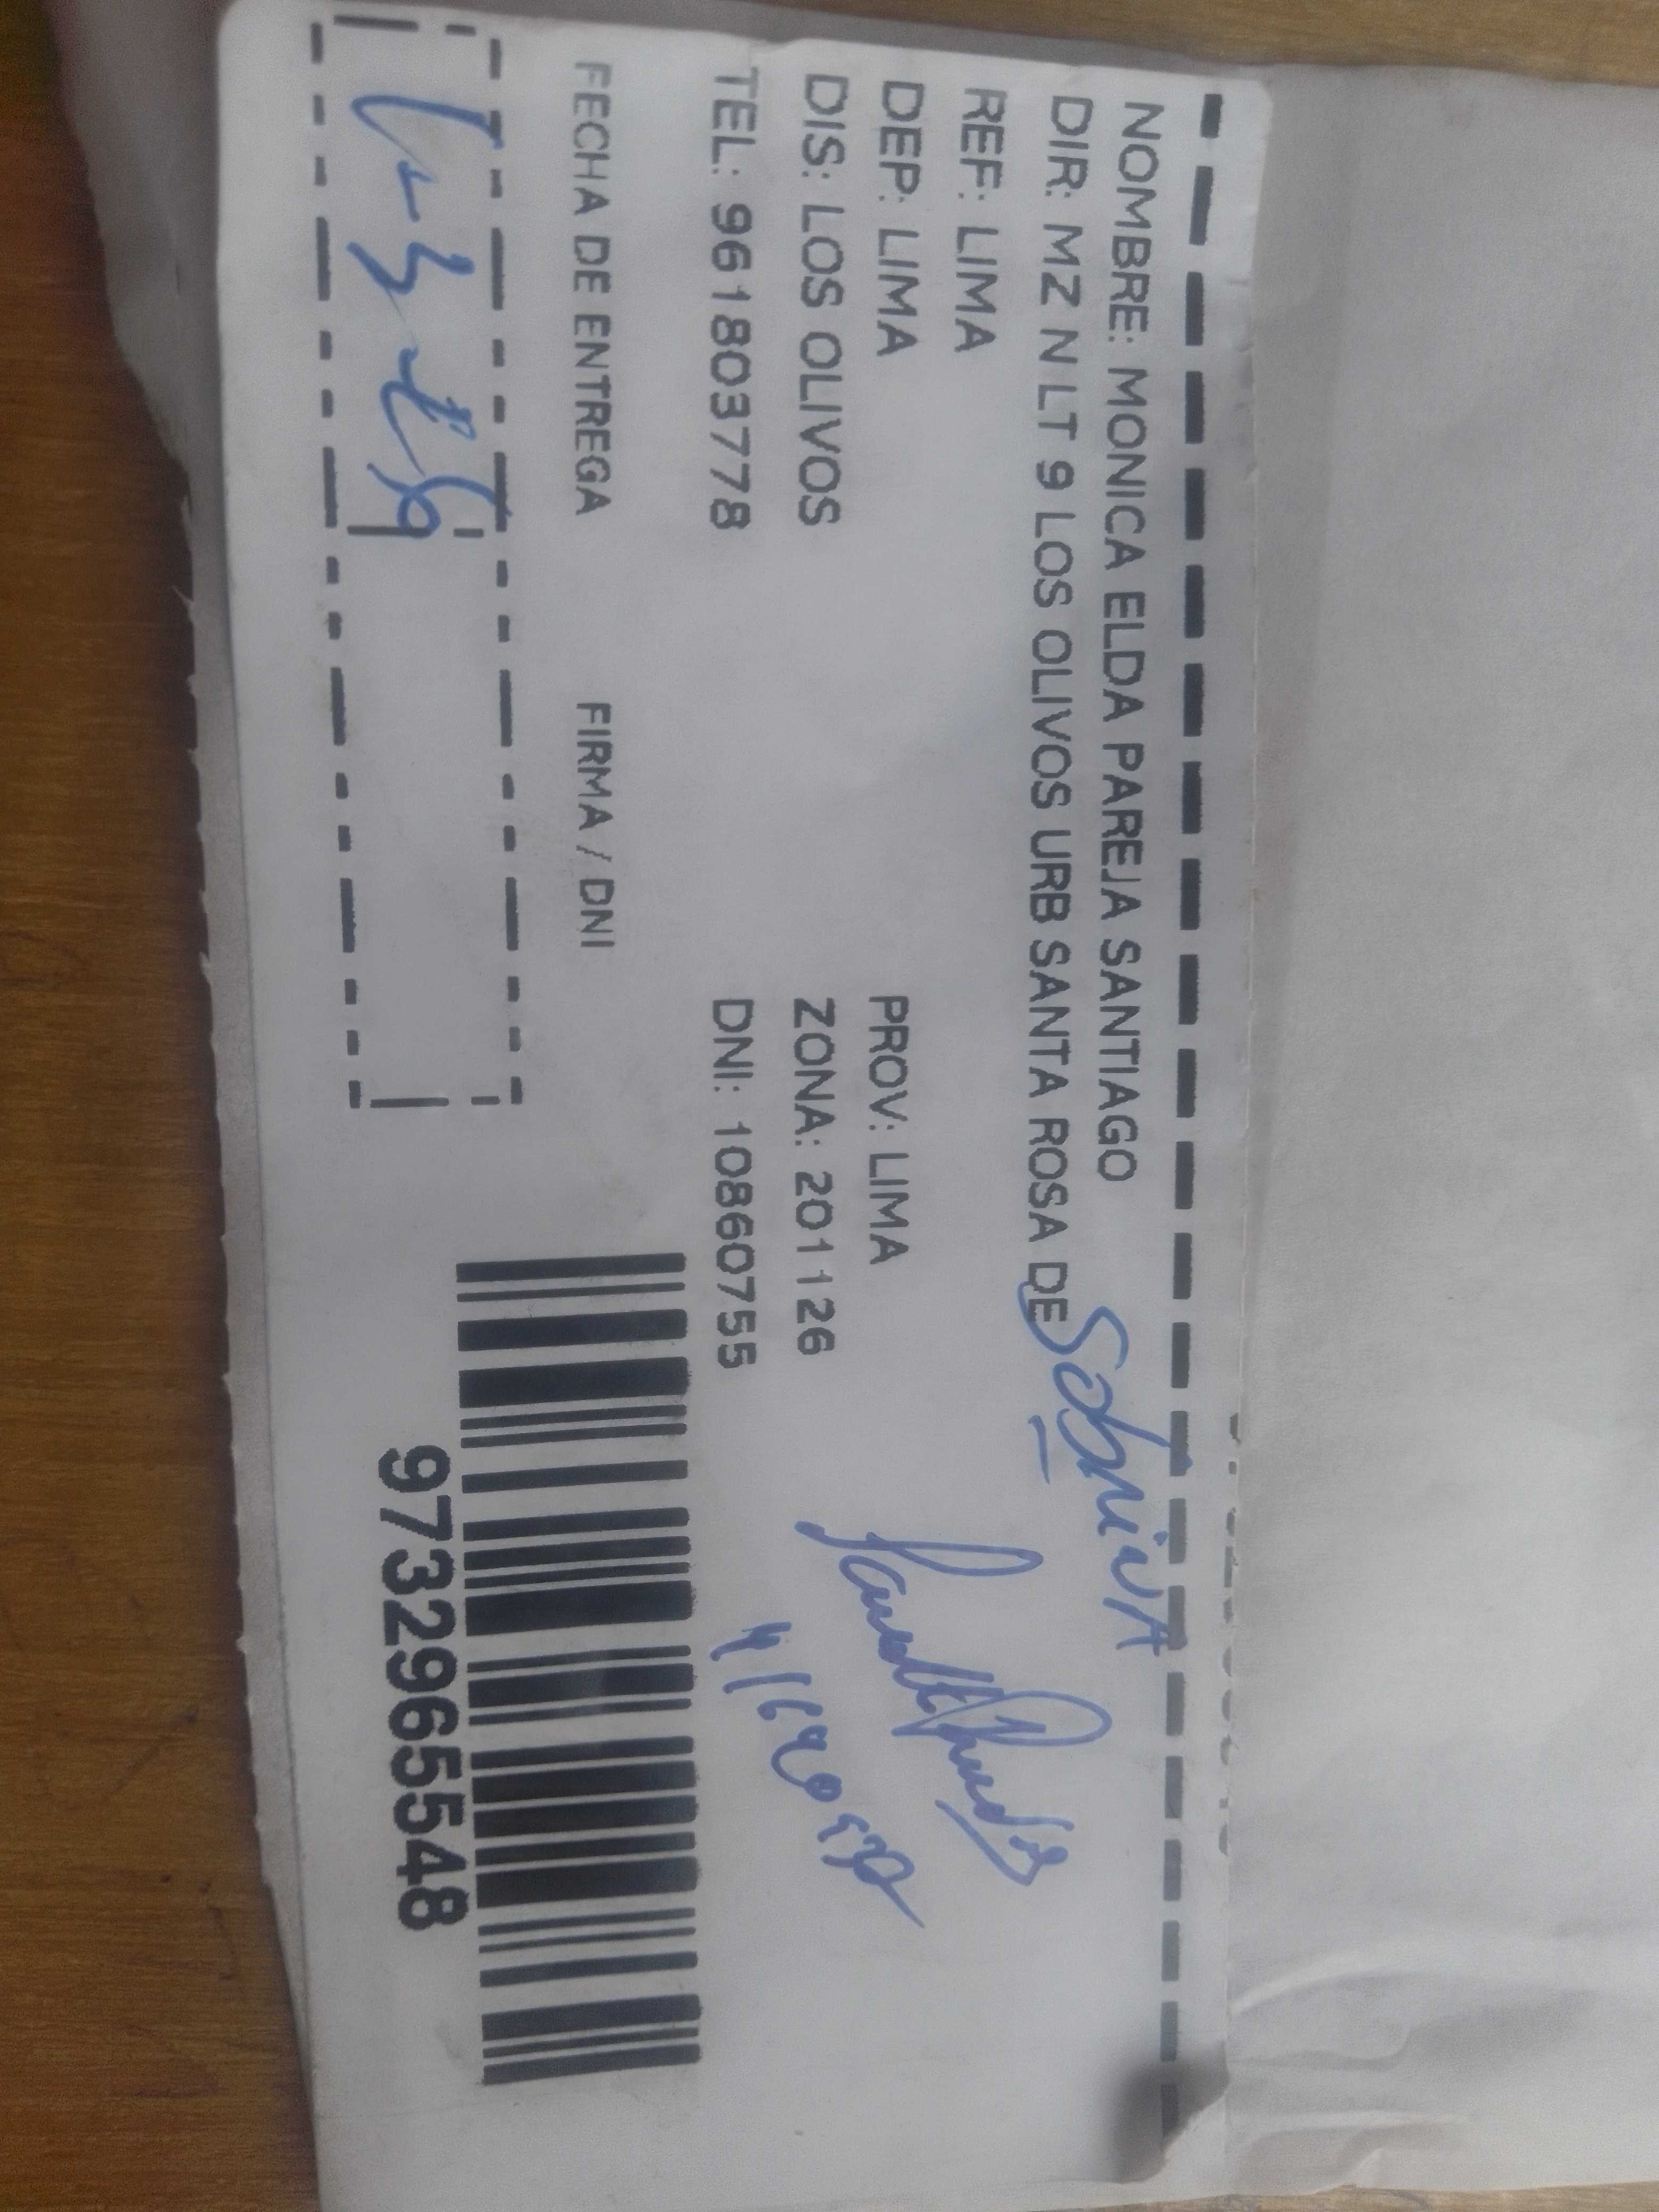 NOMBRE: MONICA ELDA PAREJA SANTIAGO
DIR: MZ N LT 9 LOS OLIVOS URB SANTA ROSA DE
SobrinA
REF: LIMA
DEP: LIMA PROV: LIMA
DIS: LOS OLIVOS ZONA: 201126
TEL: 961803778 DNI: 10860755
FECHA DE ENTREGA FIRMA / DNI
9732965548